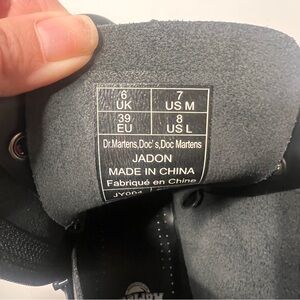 6 7
UK US M
39 8
EU US L
Dr.Martens,Doc's,Doc Martens
JADON
MADE IN CHINA
Fabriqué en Chine
JY004